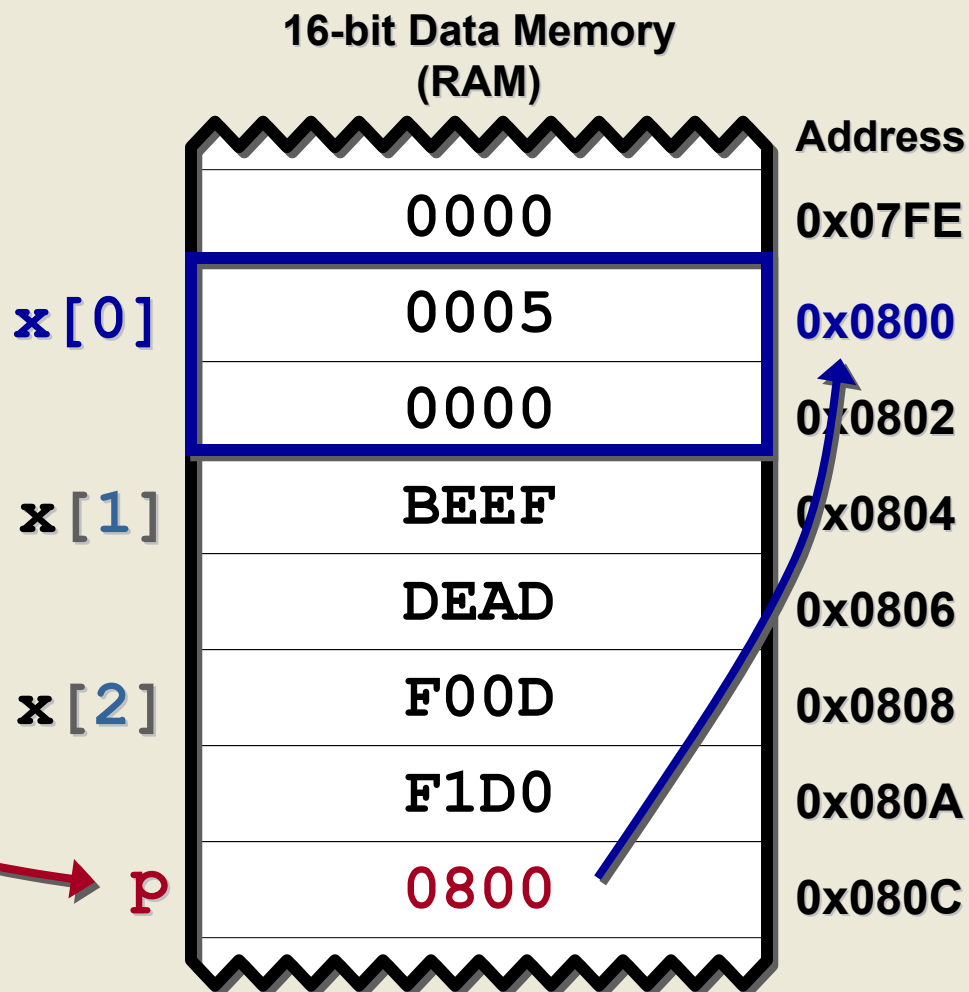 16-bit Data Memory
(RAM)
Address
0000 0x07FE
x[0] 0005 0x0800
0000 0x0802
x[1] BEEF 0x0804
DEAD 0x0806
x[2] F00D 0x0808
F1D0 0x080A
p 0800 0x080C